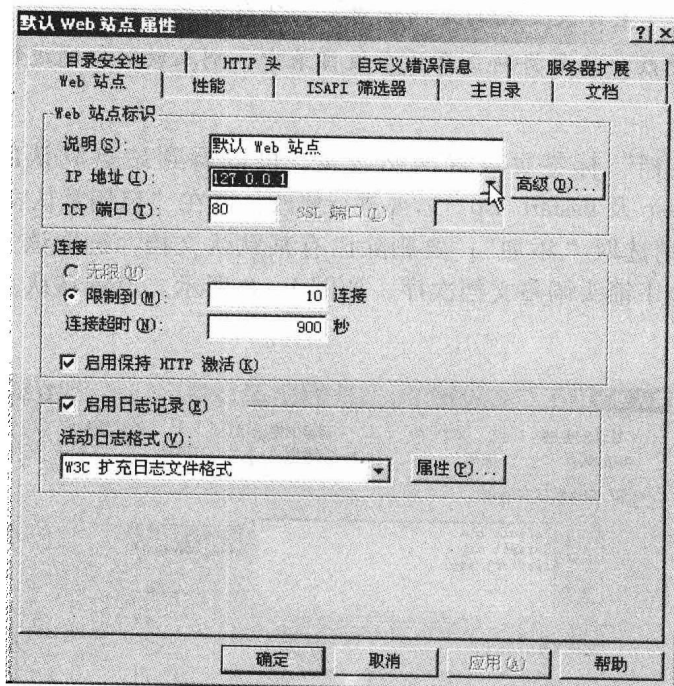 默认 Web 站点 属性
? ×
目录安全性 HTTP 头 自定义错误信息 服务器扩展
Web 站点 性能 ISAPI 筛选器 主目录 文档
Web 站点标识
说明(S): 默认 Web 站点
IP 地址(I): 127.0.0.1 高级(D)...
TCP 端口(T): 80 SSL 端口(L):
连接
无限(U)
限制到(M): 10 连接
连接超时(N): 900 秒
启用保持 HTTP 激活(K)
启用日志记录(E)
活动日志格式(V):
W3C 扩充日志文件格式 属性(P)...
确定 取消 应用(A) 帮助